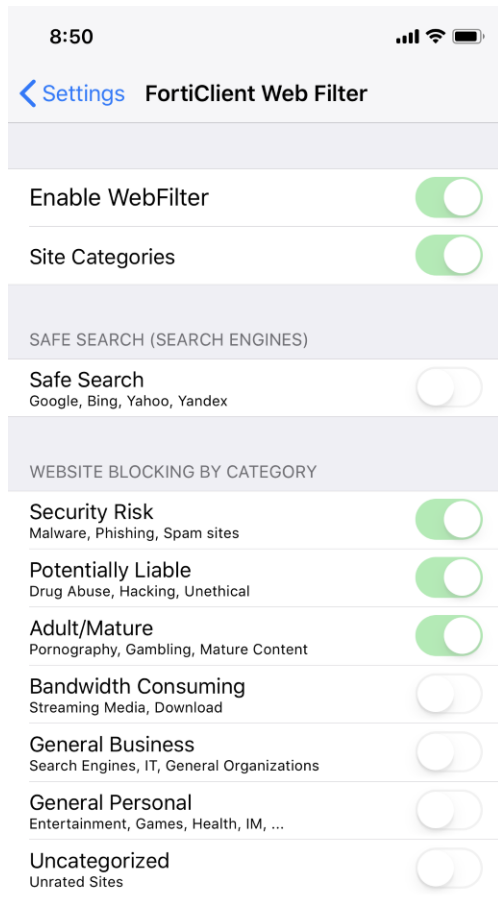 8:50
Settings FortiClient Web Filter
Enable WebFilter
Site Categories
SAFE SEARCH (SEARCH ENGINES)
Safe Search
Google, Bing, Yahoo, Yandex
WEBSITE BLOCKING BY CATEGORY
Security Risk
Malware, Phishing, Spam sites
Potentially Liable
Drug Abuse, Hacking, Unethical
Adult/Mature
Pornography, Gambling, Mature Content
Bandwidth Consuming
Streaming Media, Download
General Business
Search Engines, IT, General Organizations
General Personal
Entertainment, Games, Health, IM, ...
Uncategorized
Unrated Sites